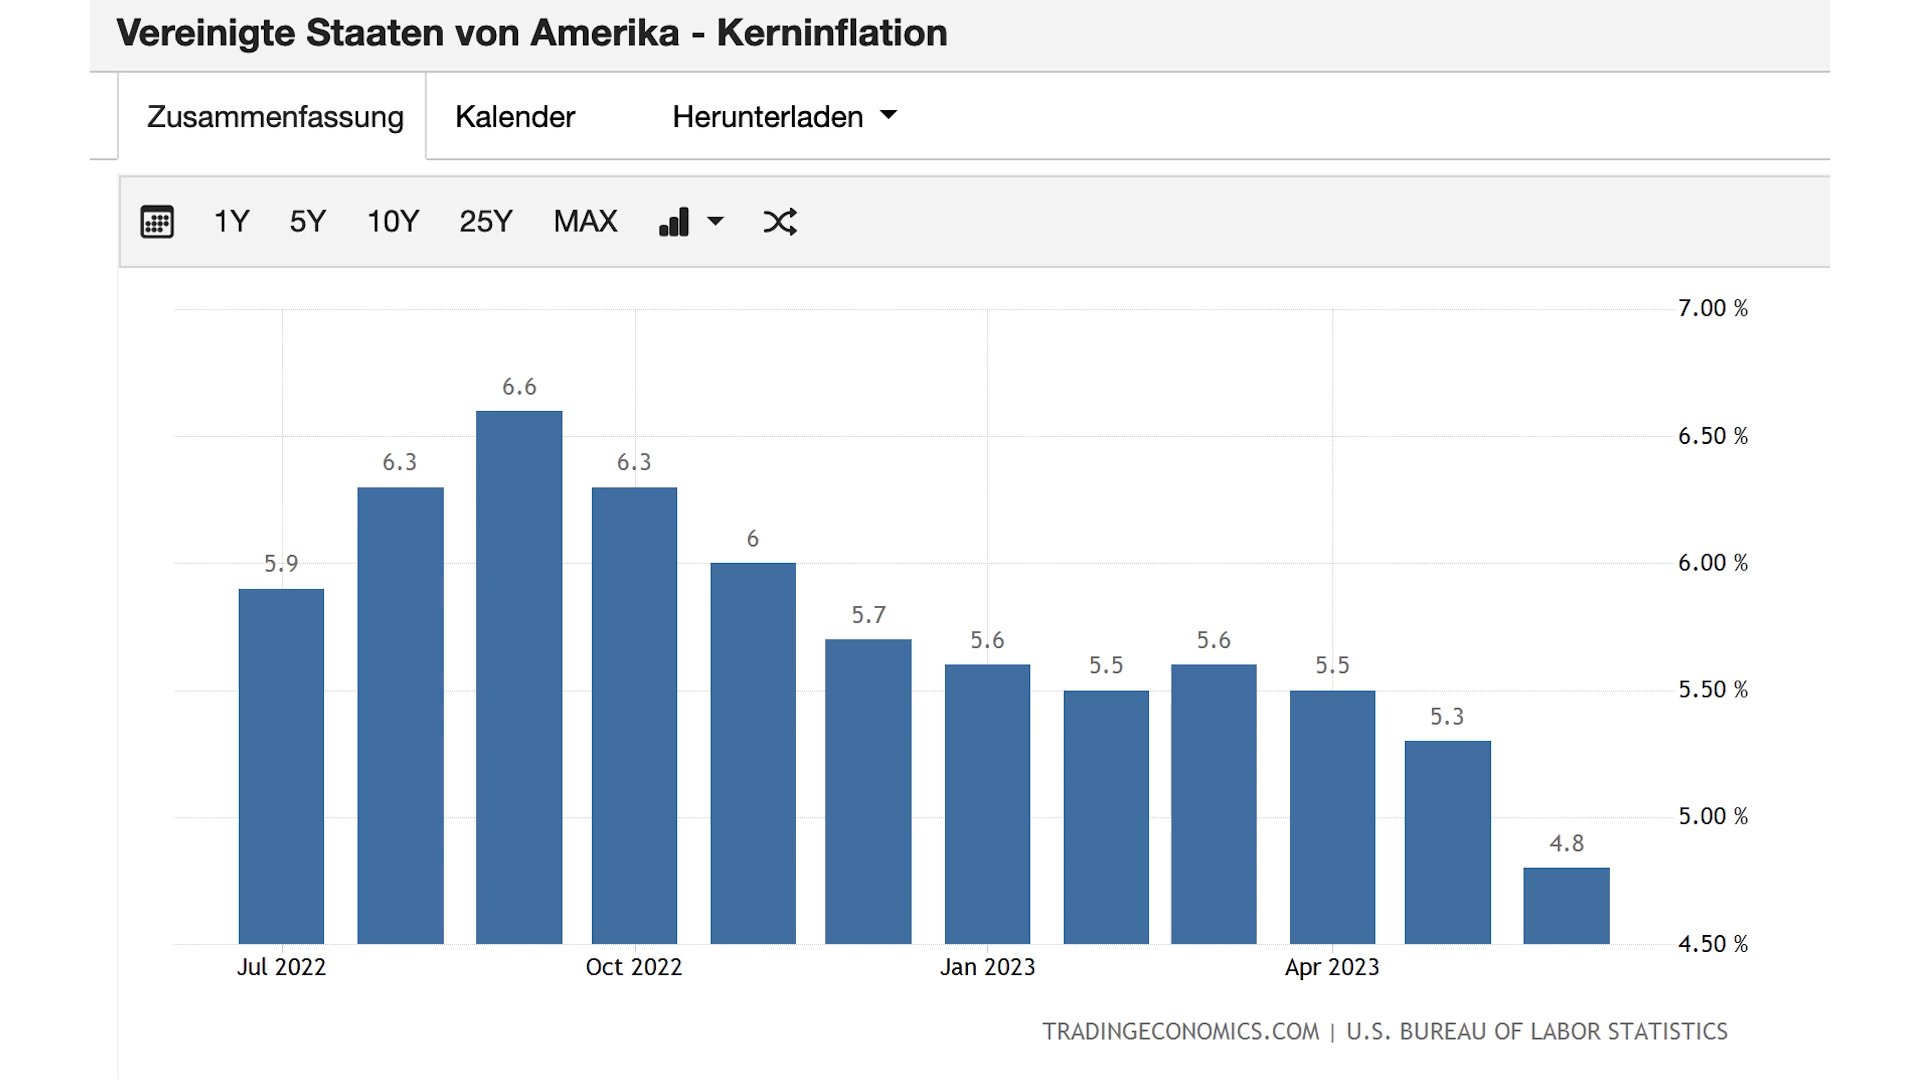 Vereinigte Staaten von Amerika - Kerninflation
Zusammenfassung Kalender Herunterladen
1Y 5Y 10Y 25Y MAX
7.00 %
6.6
6.50 %
6.3 6.3
6
5.9 6.00 %
5.7
5.6 5.6
5.5 5.5
5.50 %
5.3
5.00 %
4.8
4.50 %
Jul 2022 Oct 2022 Jan 2023 Apr 2023
TRADINGECONOMICS.COM | U.S. BUREAU OF LABOR STATISTICS